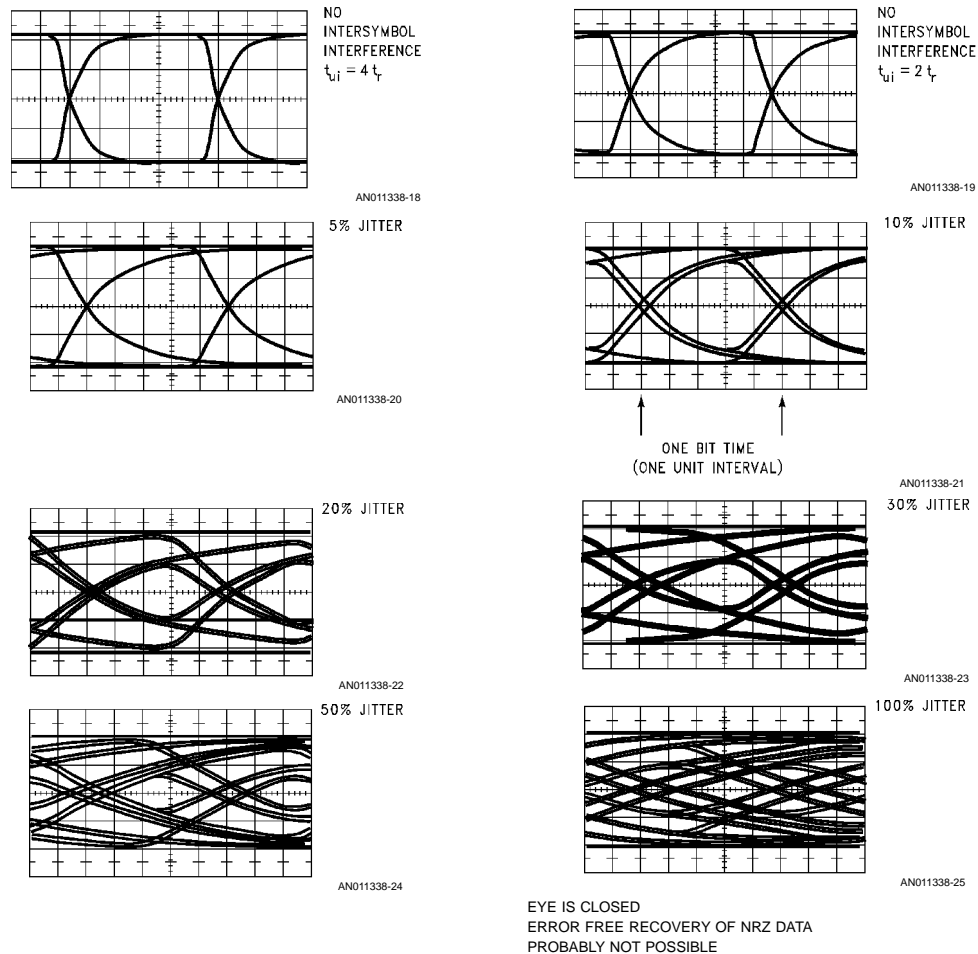 NO
INTERSYMBOL
INTERFERENCE
t_ui = 4 t_r
AN011338-18
NO
INTERSYMBOL
INTERFERENCE
t_ui = 2 t_r
AN011338-19
5% JITTER
AN011338-20
10% JITTER
ONE BIT TIME
(ONE UNIT INTERVAL)
AN011338-21
20% JITTER
AN011338-22
30% JITTER
AN011338-23
50% JITTER
AN011338-24
100% JITTER
AN011338-25
EYE IS CLOSED
ERROR FREE RECOVERY OF NRZ DATA
PROBABLY NOT POSSIBLE